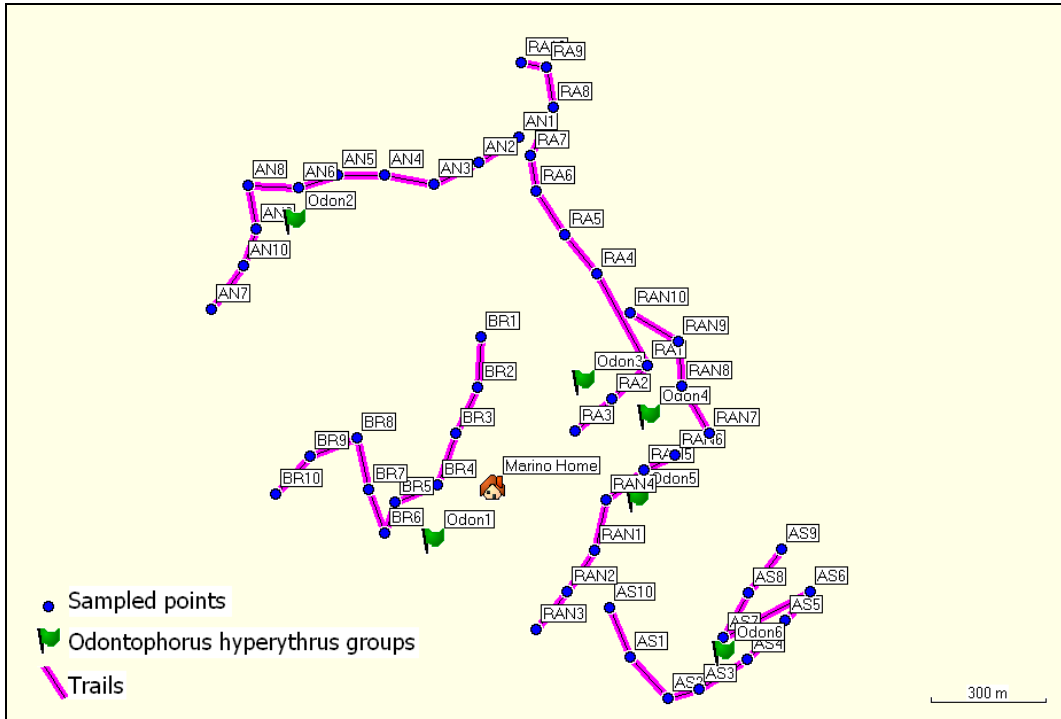 RA9
RA8
AN1
RA7
AN2
AN3
AN4
AN5
AN6
AN8
RA6
Odon2
RA5
AN10
RA4
AN7
RAN10
BR1
RAN9
RA1
Odon3
RAN8
BR2
RA2
Odon4
RA3
RAN7
BR3
RAN6
BR8
BR9
BR4
Marino Home
BR10
BR7
BR5
RAN4
Odon5
BR6
Odon1
RAN1
AS9
RAN2
AS10
AS8
AS6
RAN3
AS5
AS7
Odon6
AS1
AS4
AS3
Sampled points
Odontophorus hyperythrus groups
Trails
300 m